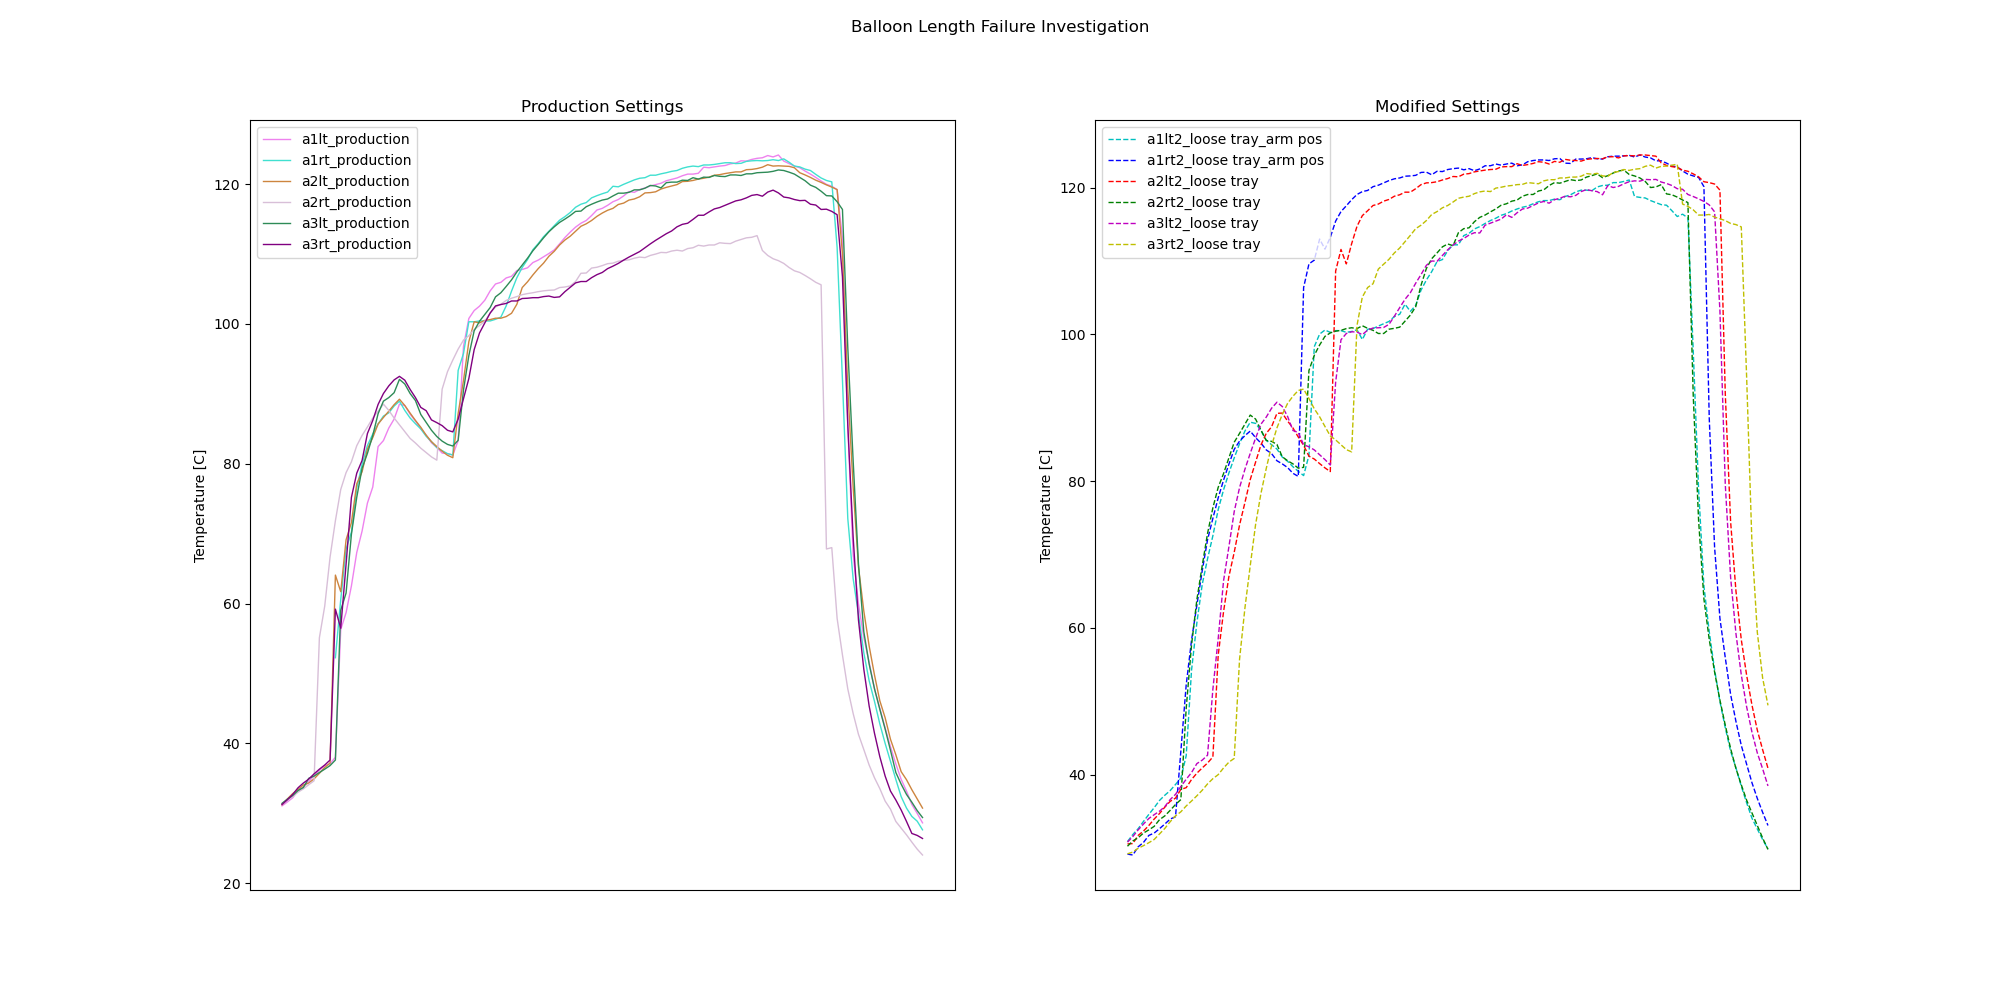 Balloon Length Failure Investigation
Production Settings
a1lt_production
a1rt_production
a2lt_production
a2rt_production
a3lt_production
a3rt_production
120
100
80
60
40
20
Temperature [C]
Modified Settings
a1lt2_loose tray_arm pos
a1rt2_loose tray_arm pos
a2lt2_loose tray
a2rt2_loose tray
a3lt2_loose tray
a3rt2_loose tray
120
100
80
60
40
Temperature [C]